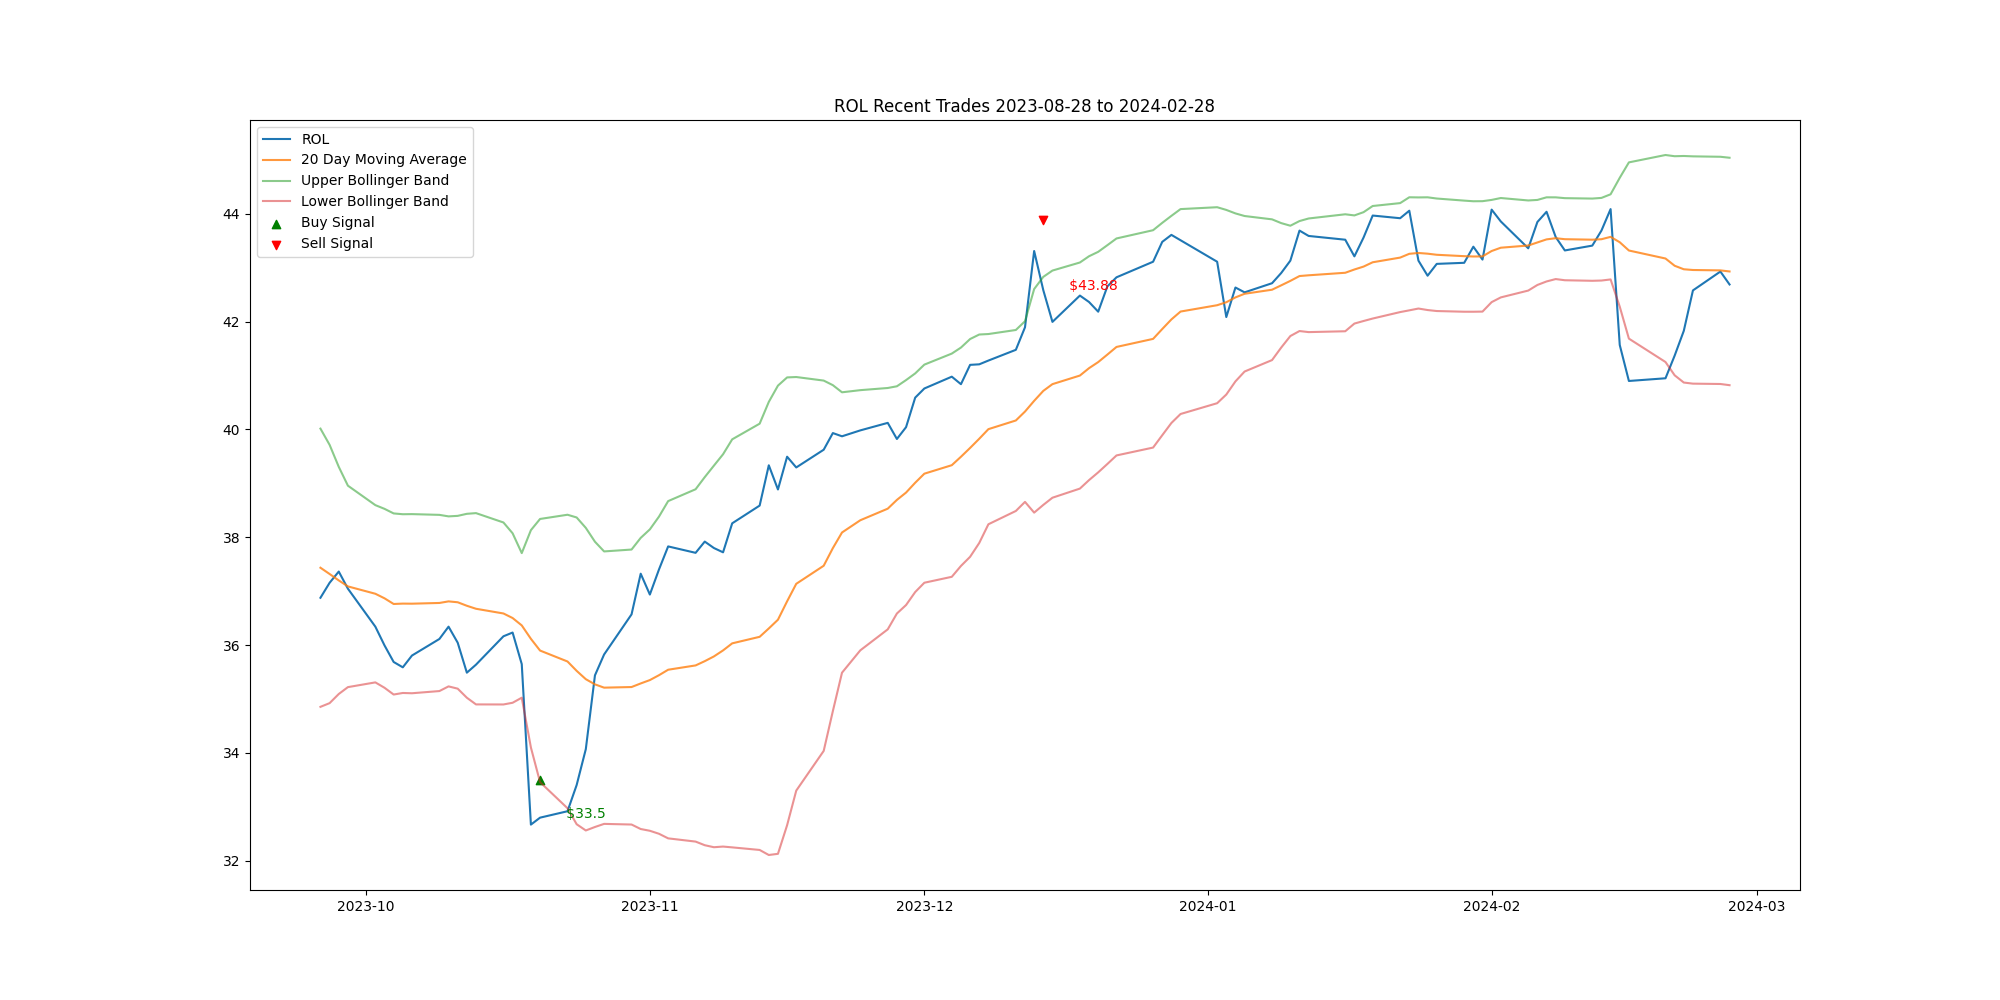 ROL Recent Trades 2023-08-28 to 2024-02-28
ROL
20 Day Moving Average
Upper Bollinger Band
Lower Bollinger Band
Buy Signal
Sell Signal
44
42
40
38
36
34
32
$43.88
$33.5
2023-10
2023-11
2023-12
2024-01
2024-02
2024-03